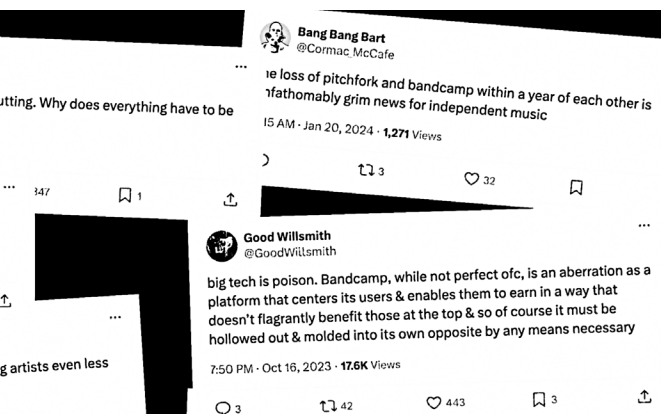 Bang Bang Bart
@Cormac_McCafe
loss of pitchfork and bandcamp within a year of each other is
grim news for independent music
15 AM · Jan 20, 2024 · 1,271 Views
3
32
utting. Why does everything have to be
347
1
Good Willsmith
@GoodWillsmith
big tech is poison. Bandcamp, while not perfect ofc, is an aberration as a
platform that centers its users & enables them to earn in a way that
doesn't flagrantly benefit those at the top & so of course it must be
hollowed out & molded into its own opposite by any means necessary
7:50 PM · Oct 16, 2023 · 17.6K Views
3
42
443
3
g artists even less